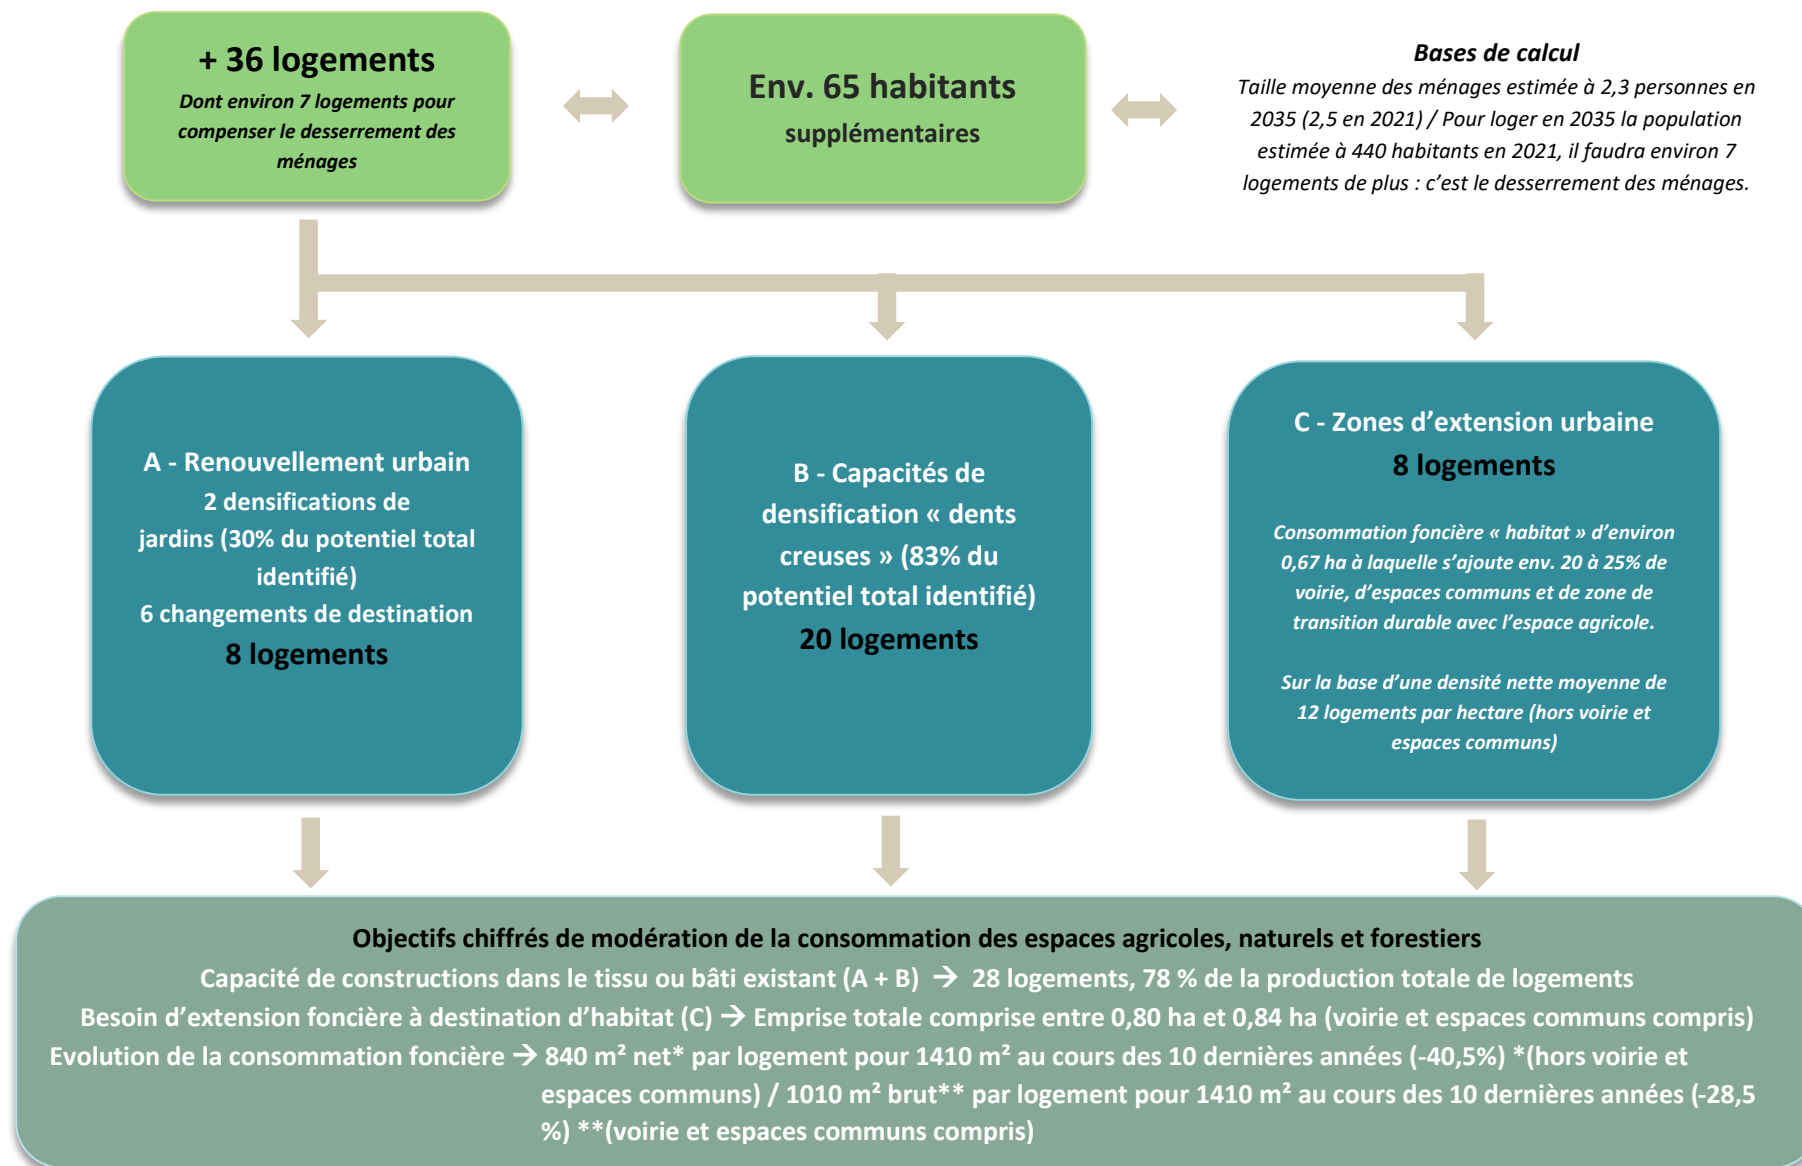 + 36 logements
Dont environ 7 logements pour
compenser le desserrement des
ménages
Env. 65 habitants
supplémentaires
Bases de calcul
Taille moyenne des ménages estimée à 2,3 personnes en
2035 (2,5 en 2021) / Pour loger en 2035 la population
estimée à 440 habitants en 2021, il faudra environ 7
logements de plus : c’est le desserrement des ménages.
A - Renouvellement urbain
2 densifications de
jardins (30% du potentiel total
identifié)
6 changements de destination
8 logements
B - Capacités de
densification « dents
creuses » (83% du
potentiel total identifié)
20 logements
C - Zones d’extension urbaine
8 logements
Consommation foncière « habitat » d’environ
0,67 ha à laquelle s’ajoute env. 20 à 25% de
voirie, d’espaces communs et de zone de
transition durable avec l’espace agricole.
Sur la base d’une densité nette moyenne de
12 logements par hectare (hors voirie et
espaces communs)
Objectifs chiffrés de modération de la consommation des espaces agricoles, naturels et forestiers
Capacité de constructions dans le tissu ou bâti existant (A + B) → 28 logements, 78 % de la production totale de logements
Besoin d’extension foncière à destination d’habitat (C) → Emprise totale comprise entre 0,80 ha et 0,84 ha (voirie et espaces communs compris)
Evolution de la consommation foncière → 840 m² net* par logement pour 1410 m² au cours des 10 dernières années (-40,5%) *(hors voirie et
espaces communs) / 1010 m² brut** par logement pour 1410 m² au cours des 10 dernières années (-28,5
%) **(voirie et espaces communs compris)